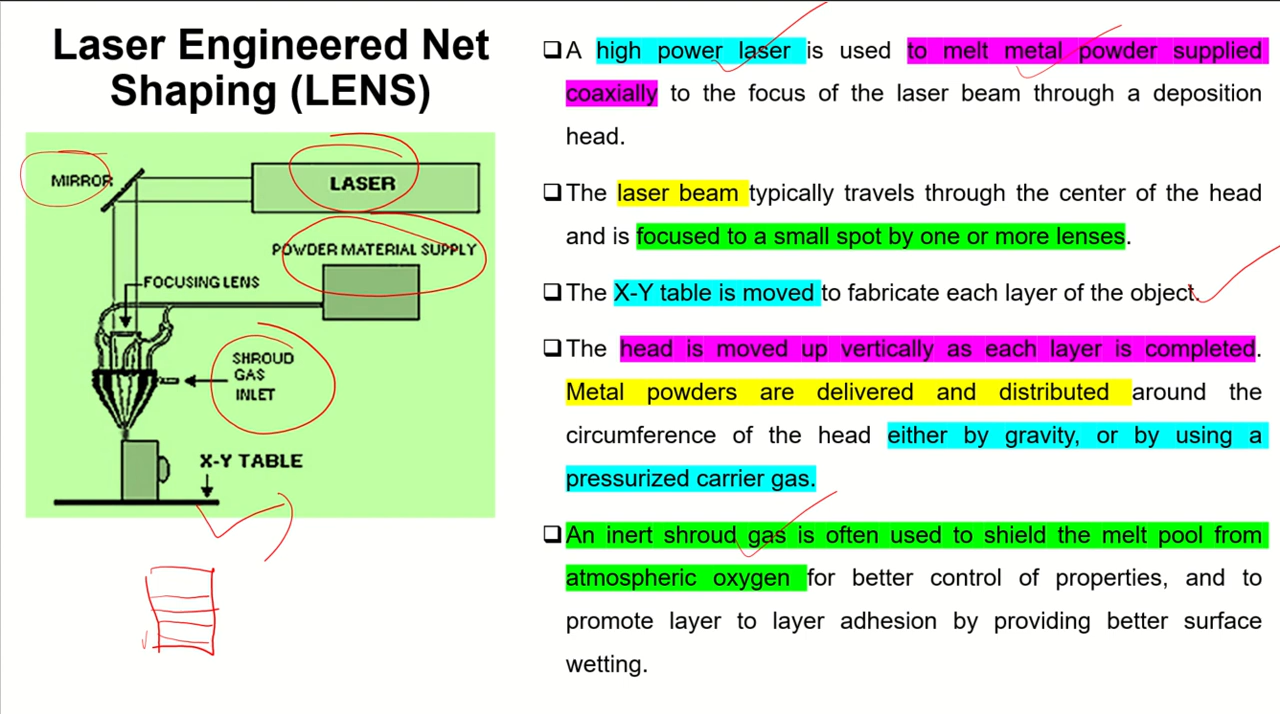 Laser Engineered Net
Shaping (LENS)
MIRROR
LASER
POWDER MATERIAL SUPPLY
FOCUSING LENS
SHROUD
GAS
INLET
X-Y TABLE
❑A high power laser is used to melt metal powder supplied
coaxially to the focus of the laser beam through a deposition
head.
❑The laser beam typically travels through the center of the head
and is focused to a small spot by one or more lenses.
❑The X-Y table is moved to fabricate each layer of the object.
❑The head is moved up vertically as each layer is completed.
Metal powders are delivered and distributed around the
circumference of the head either by gravity, or by using a
pressurized carrier gas.
❑An inert shroud gas is often used to shield the melt pool from
atmospheric oxygen for better control of properties, and to
promote layer to layer adhesion by providing better surface
wetting.